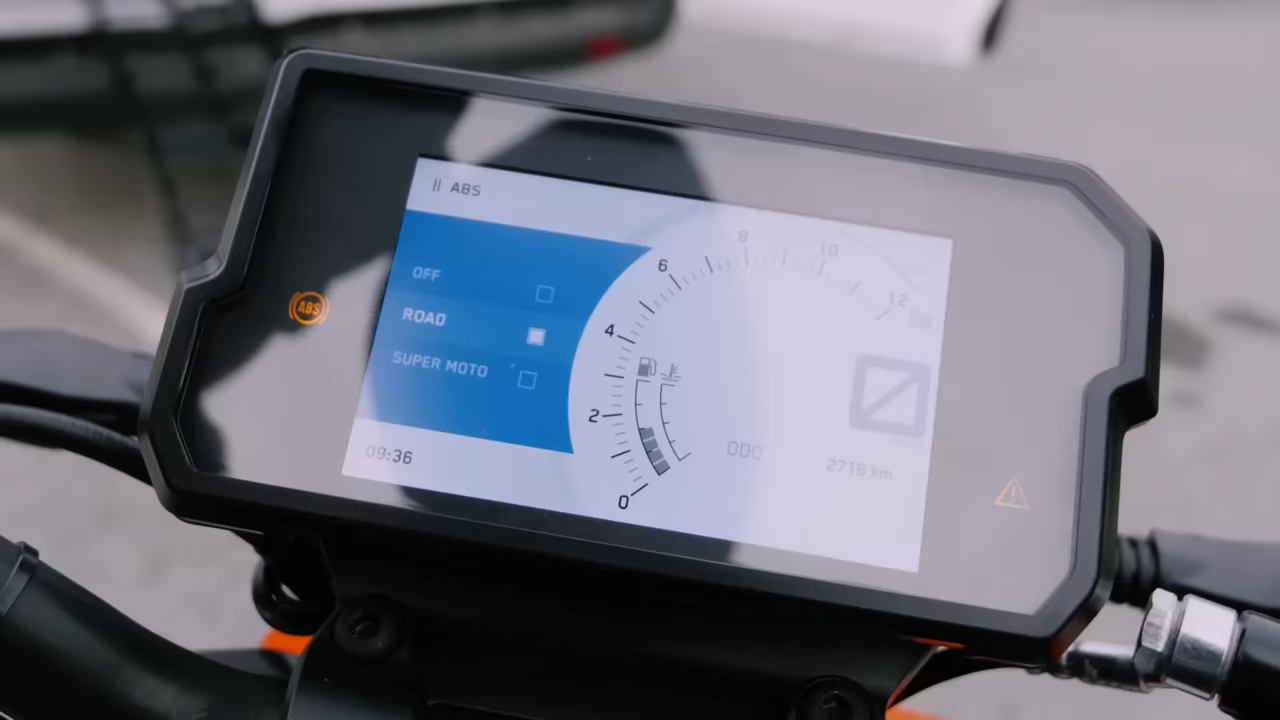 || ABS
OFF
ROAD
SUPER MOTO
09:36
ABS
0
2
4
6
8
10
12
ODO
2718 km